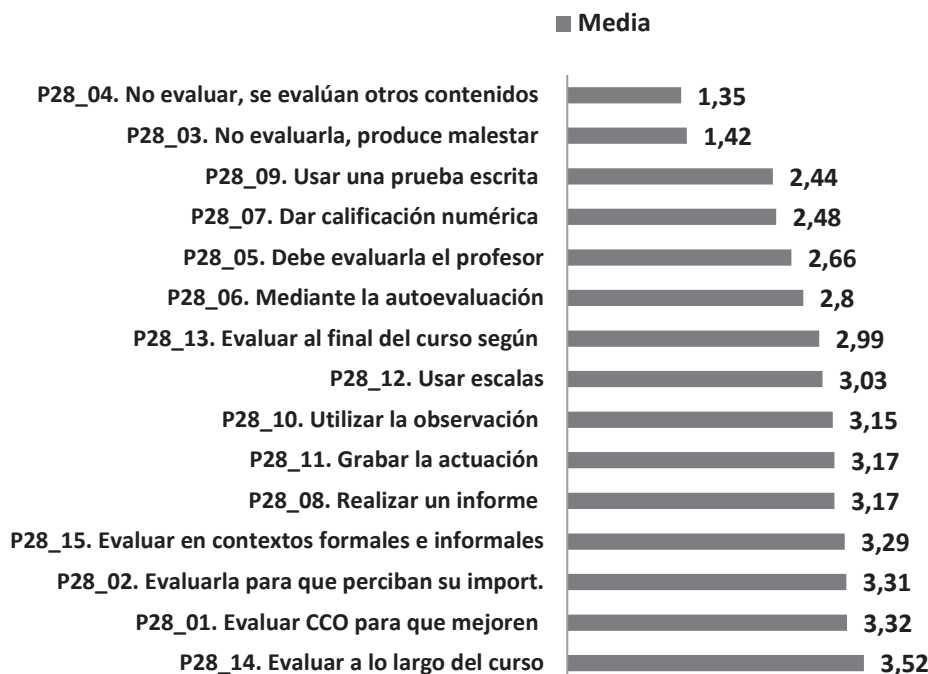 Media
P28_04. No evaluar, se evalúan otros contenidos 1,35
P28_03. No evaluarla, produce malestar 1,42
P28_09. Usar una prueba escrita 2,44
P28_07. Dar calificación numérica 2,48
P28_05. Debe evaluarla el profesor 2,66
P28_06. Mediante la autoevaluación 2,8
P28_13. Evaluar al final del curso según 2,99
P28_12. Usar escalas 3,03
P28_10. Utilizar la observación 3,15
P28_11. Grabar la actuación 3,17
P28_08. Realizar un informe 3,17
P28_15. Evaluar en contextos formales e informales 3,29
P28_02. Evaluarla para que perciban su import. 3,31
P28_01. Evaluar CCO para que mejoren 3,32
P28_14. Evaluar a lo largo del curso 3,52